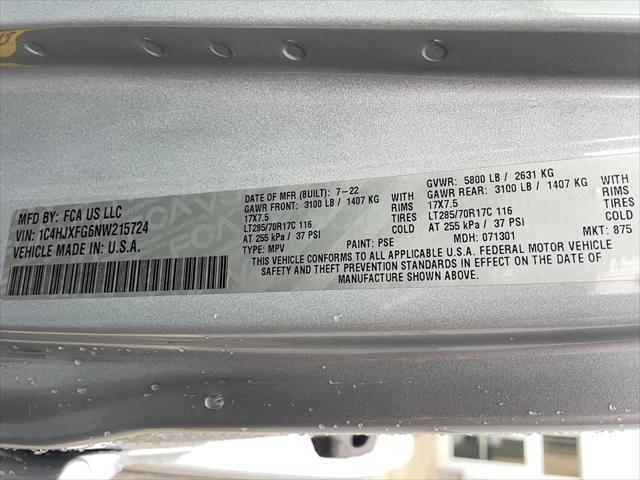 MFD BY: FCA US LLC
VIN: 1C4HJXFG6NW215724
VEHICLE MADE IN U.S.A.
DATE OF MFR (BUILT): 7-22
GAWR FRONT: 3100 LB / 1407 KG WITH
17X7.5 RIMS
LT285/70R17C 116 TIRES
AT 255 kPa / 37 PSI COLD
PAINT: PSE
TYPE: MPV
GVWR: 5800 LB / 2631 KG
GAWR REAR: 3100 LB / 1407 KG WITH
17X7.5 RIMS
LT285/70R17C 116 TIRES
AT 255 kPa / 37 PSI COLD
MDH: 071301 MKT: 875
THIS VEHICLE CONFORMS TO ALL APPLICABLE U.S.A. FEDERAL MOTOR VEHICLE
SAFETY AND THEFT PREVENTION STANDARDS IN EFFECT ON THE DATE OF
MANUFACTURE SHOWN ABOVE.